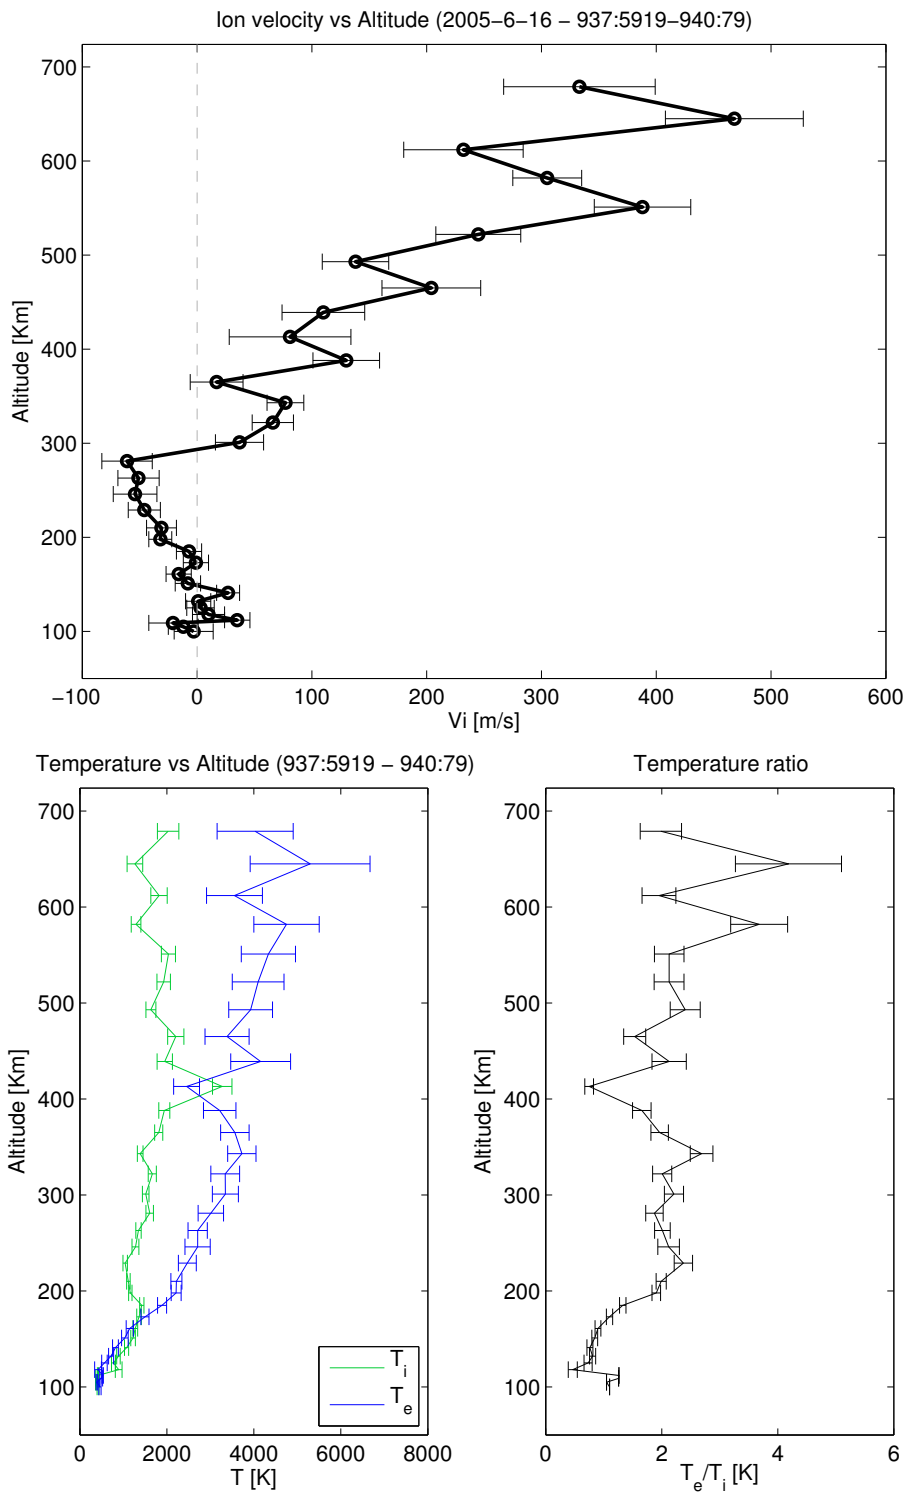 Ion velocity vs Altitude (2005−6−16 − 937:5919−940:79)
700
600
500
400
300
200
100
Altitude [Km]
−100 0 100 200 300 400 500 600
Vi [m/s]
Temperature vs Altitude (937:5919 − 940:79)
700
600
500
400
300
200
100
Altitude [Km]
T_i
T_e
0 2000 4000 6000 8000
T [K]
Temperature ratio
700
600
500
400
300
200
100
Altitude [Km]
0 2 4 6
T_e/T_i [K]